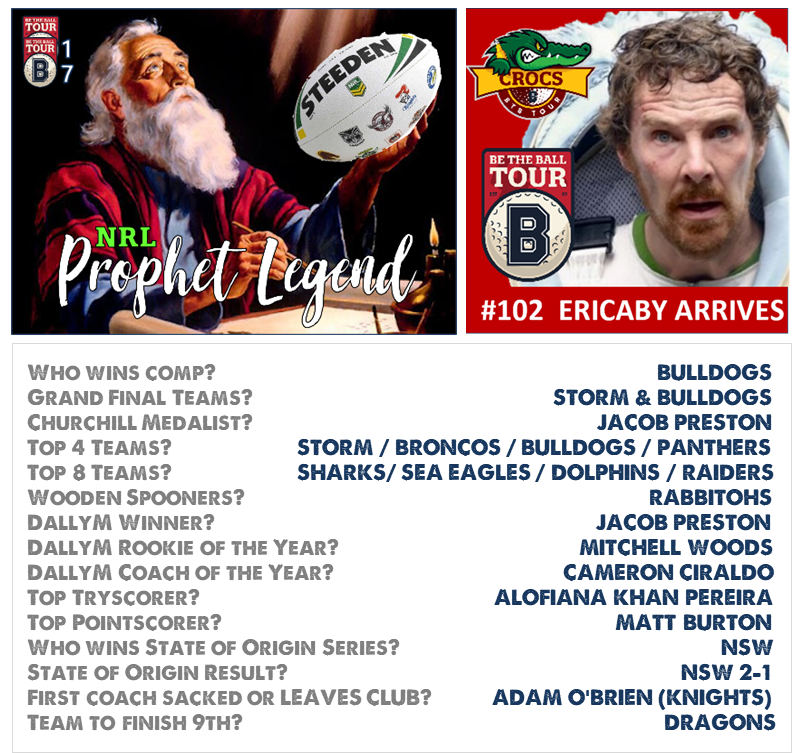 BE THE BALL
TOUR
BE THE BALL
TOUR
B
1
7
STEEDEN
NRL
NRL
Prophet Legend
CROCS
BTB TOUR
BE THE BALL
TOUR
B
#102 ERICABY ARRIVES
Who wins comp? BULLDOGS
Grand Final Teams? STORM & BULLDOGS
Churchill Medalist? JACOB PRESTON
Top 4 Teams? STORM / BRONCOS / BULLDOGS / PANTHERS
Top 8 Teams? SHARKS/ SEA EAGLES / DOLPHINS / RAIDERS
Wooden Spooners? RABBITOHS
DallyM Winner? JACOB PRESTON
DallyM Rookie of the Year? MITCHELL WOODS
DallyM Coach of the Year? CAMERON CIRALDO
Top Tryscorer? ALOFIANA KHAN PEREIRA
Top Pointscorer? MATT BURTON
Who wins State of Origin Series? NSW
State of Origin Result? NSW 2-1
First coach sacked or LEAVES CLUB? ADAM O'BRIEN (KNIGHTS)
Team to finish 9th? DRAGONS